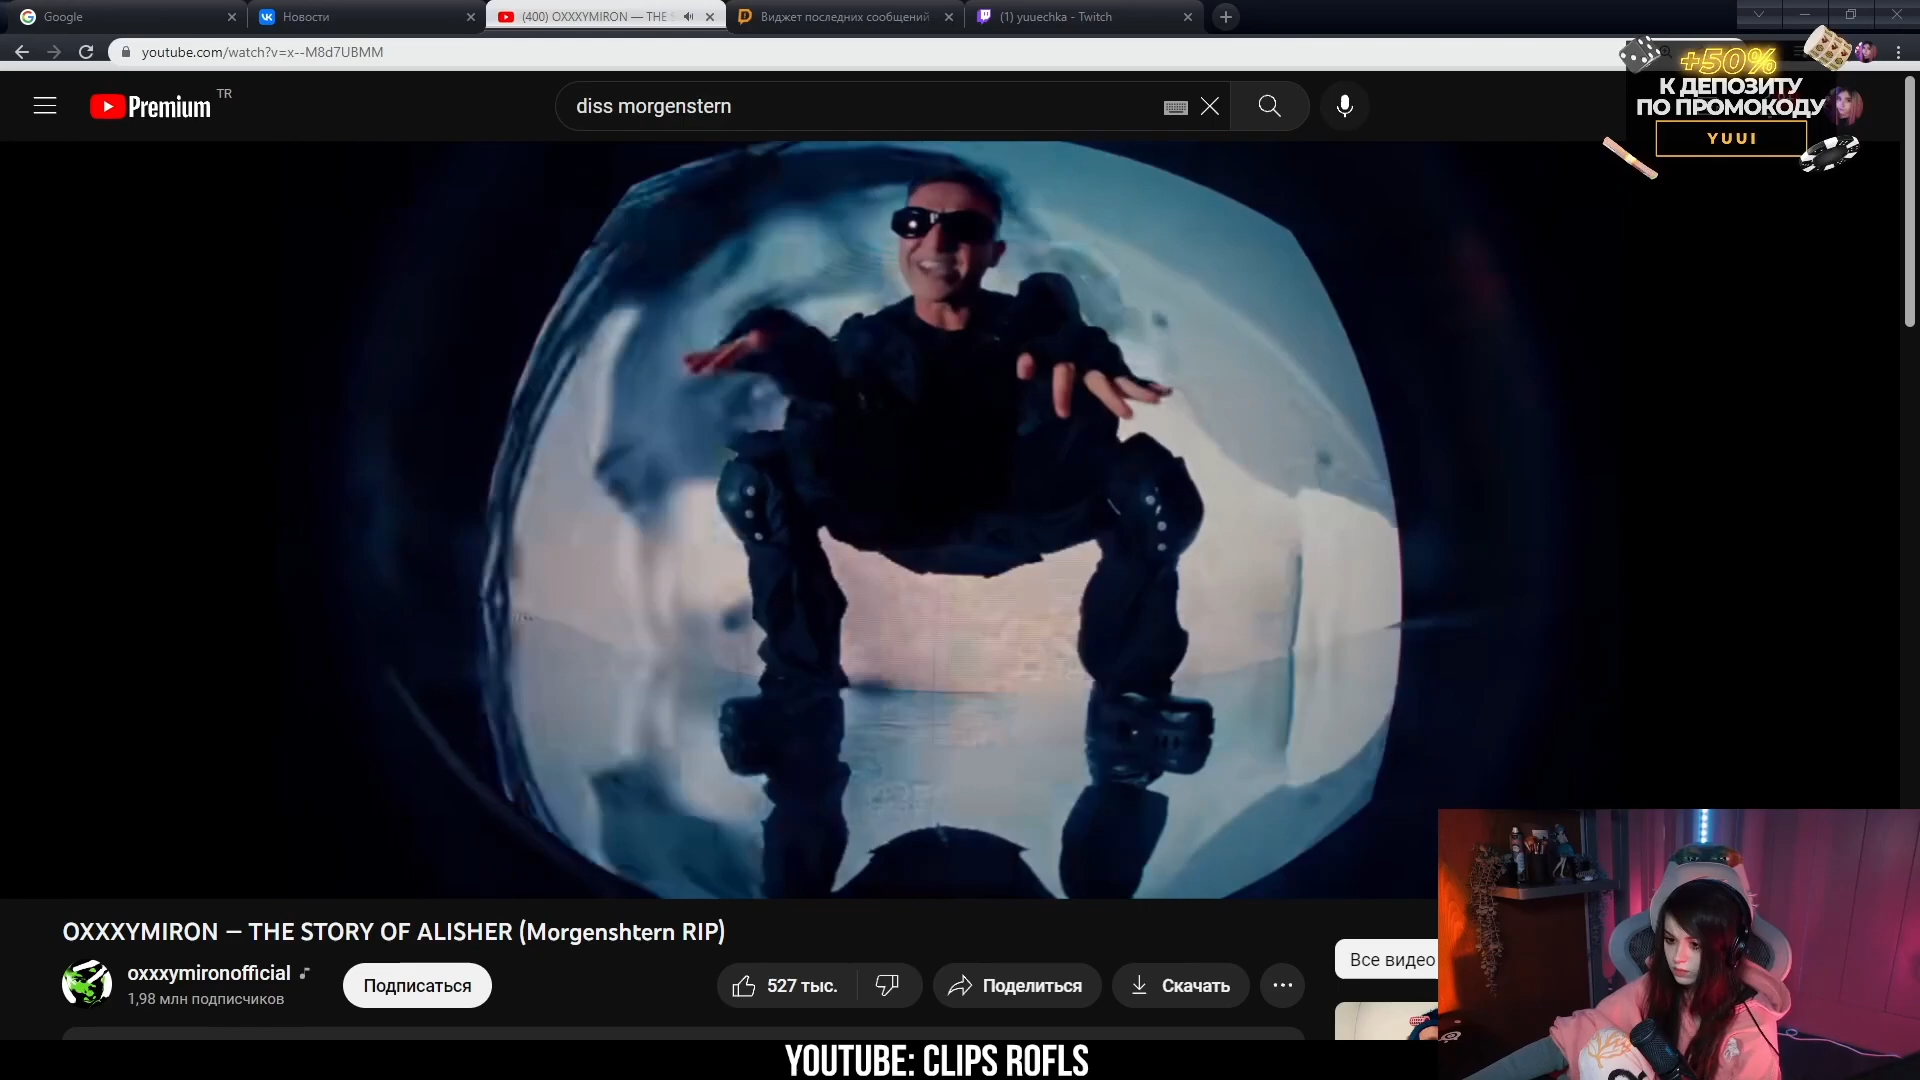 Google
Новости
(400) OXXXYMIRON — THE S
Виджет последних сообщений
(1) yuuechka - Twitch
youtube.com/watch?v=x--M8d7UBMM
Premium TR
diss morgenstern
+50%
К ДЕПОЗИТУ
ПО ПРОМОКОДУ
YUUI
OXXXYMIRON — THE STORY OF ALISHER (Morgenshtern RIP)
oxxxymironofficial
1,98 млн подписчиков
Подписаться
527 тыс.
Поделиться
Скачать
Все видео
YOUTUBE: CLIPS ROFLS